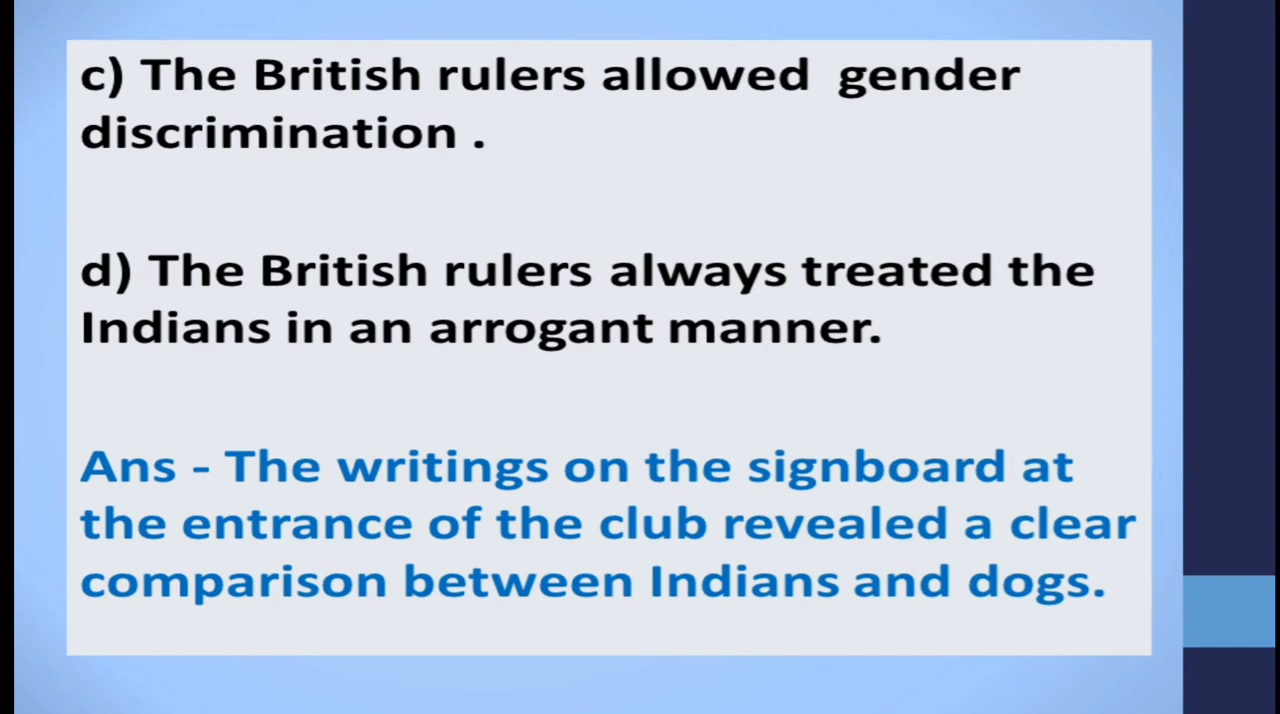 c) The British rulers allowed  gender
discrimination .
d) The British rulers always treated the
Indians in an arrogant manner.
Ans - The writings on the signboard at
the entrance of the club revealed a clear
comparison between Indians and dogs.